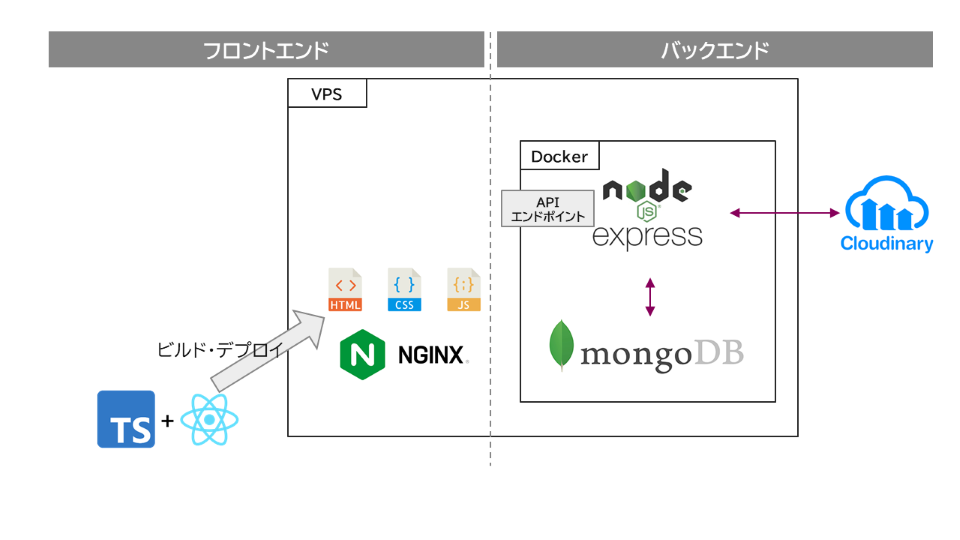 フロントエンド
バックエンド
VPS
Docker
node
JS
express
API
エンドポイント
Cloudinary
< >
HTML
{ }
CSS
{;}
JS
ビルド・デプロイ
N
NGINX
mongoDB
TS
+